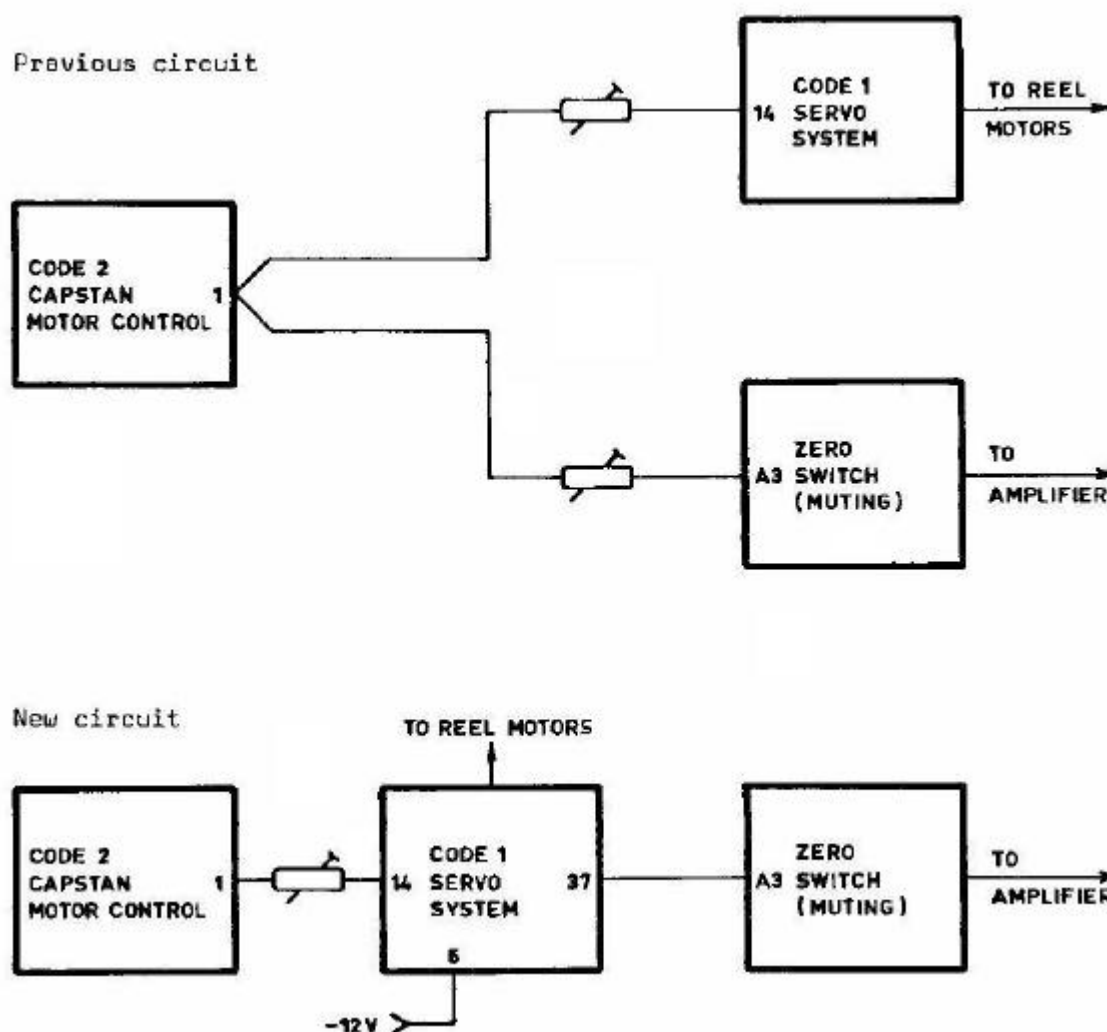 Previous circuit
CODE 1
14 SERVO
SYSTEM
TO REEL
MOTORS
CODE 2
CAPSTAN 1
MOTOR CONTROL
ZERO
A3 SWITCH
(MUTING)
TO
AMPLIFIER
New circuit
TO REEL MOTORS
CODE 2
CAPSTAN 1
MOTOR CONTROL
CODE 1
14 SERVO 37
SYSTEM
6
-12V
ZERO
A3 SWITCH
(MUTING)
TO
AMPLIFIER